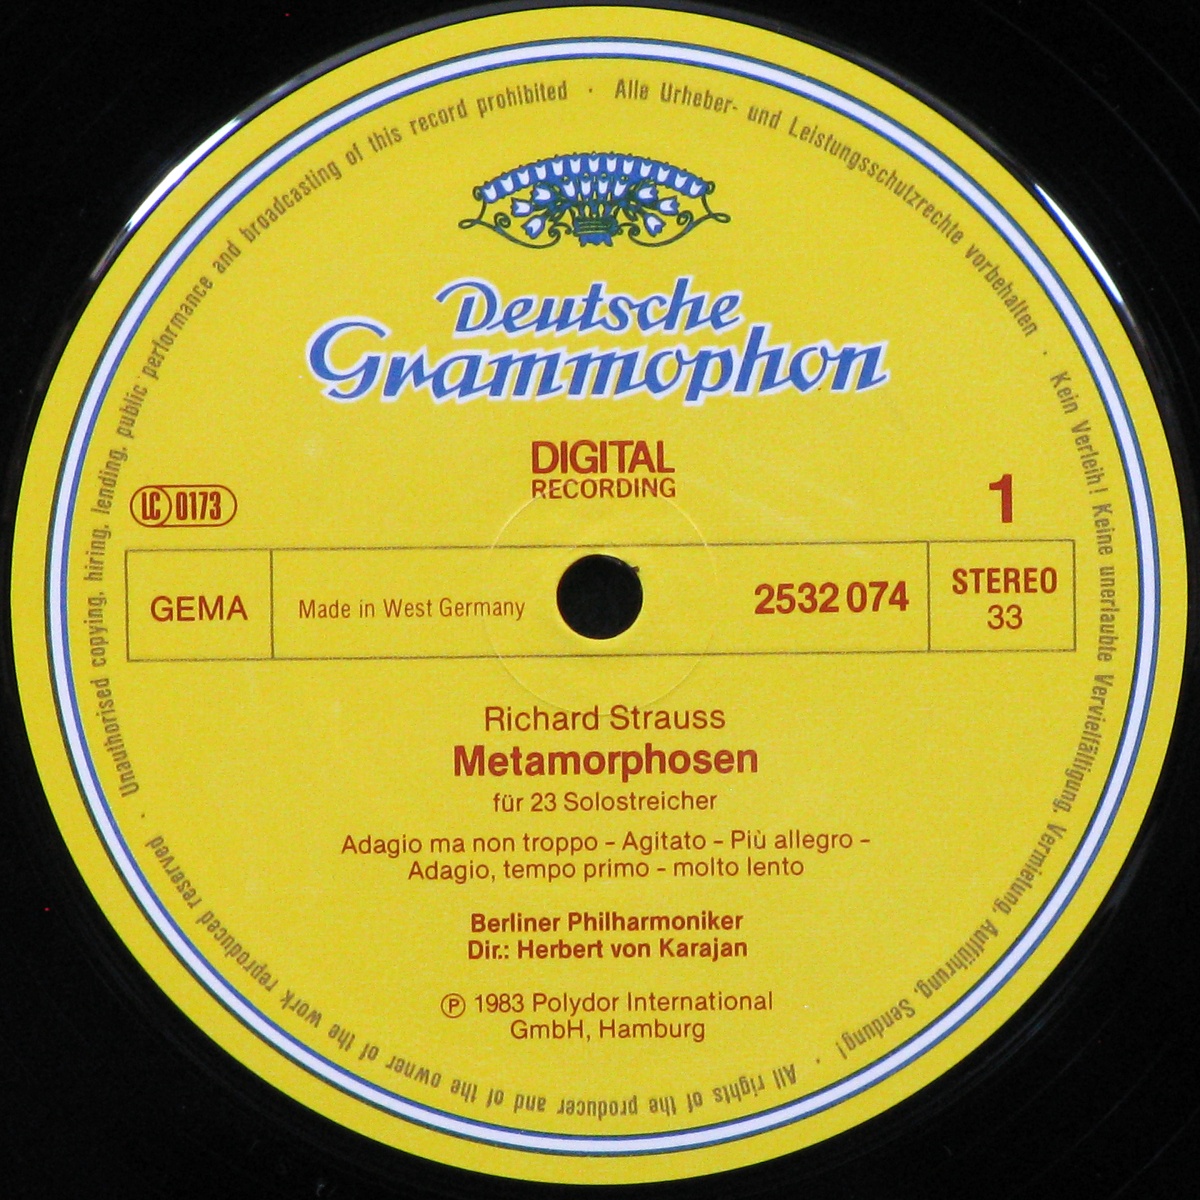 Deutsche
Grammophon
DIGITAL
RECORDING
LC 0173
1
GEMA
Made in West Germany
2532 074
STEREO
33
Richard Strauss
Metamorphosen
für 23 Solostreicher
Adagio ma non troppo – Agitato – Più allegro –
Adagio, tempo primo – molto lento
Berliner Philharmoniker
Dir.: Herbert von Karajan
℗ 1983 Polydor International
GmbH, Hamburg
Alle Urheber- und Leistungsschutzrechte vorbehalten · Kein Verleih! Keine unerlaubte Vervielfältigung, Vermietung, Aufführung, Sendung! · All rights of the producer and of the owner of the work reproduced reserved · Unauthorised copying, hiring, lending, public performance and broadcasting of this record prohibited ·